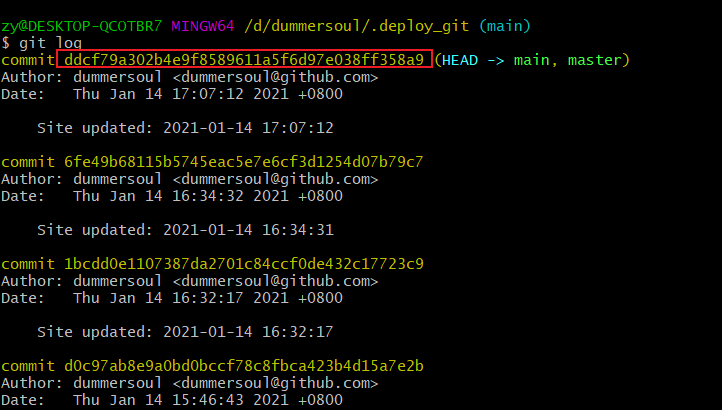 zy@DESKTOP-QCOTBR7 MINGW64 /d/dummersoul/.deploy_git (main)
$ git log
commit ddcf79a302b4e9f8589611a5f6d97e038ff358a9 (HEAD -> main, master)
Author: dummersoul <dummersoul@github.com>
Date:   Thu Jan 14 17:07:12 2021 +0800
    Site updated: 2021-01-14 17:07:12
commit 6fe49b68115b5745eac5e7e6cf3d1254d07b79c7
Author: dummersoul <dummersoul@github.com>
Date:   Thu Jan 14 16:34:32 2021 +0800
    Site updated: 2021-01-14 16:34:31
commit 1bcdd0e1107387da2701c84ccf0de432c17723c9
Author: dummersoul <dummersoul@github.com>
Date:   Thu Jan 14 16:32:17 2021 +0800
    Site updated: 2021-01-14 16:32:17
commit d0c97ab8e9a0bd0bccf78c8fbca423b4d15a7e2b
Author: dummersoul <dummersoul@github.com>
Date:   Thu Jan 14 15:46:43 2021 +0800